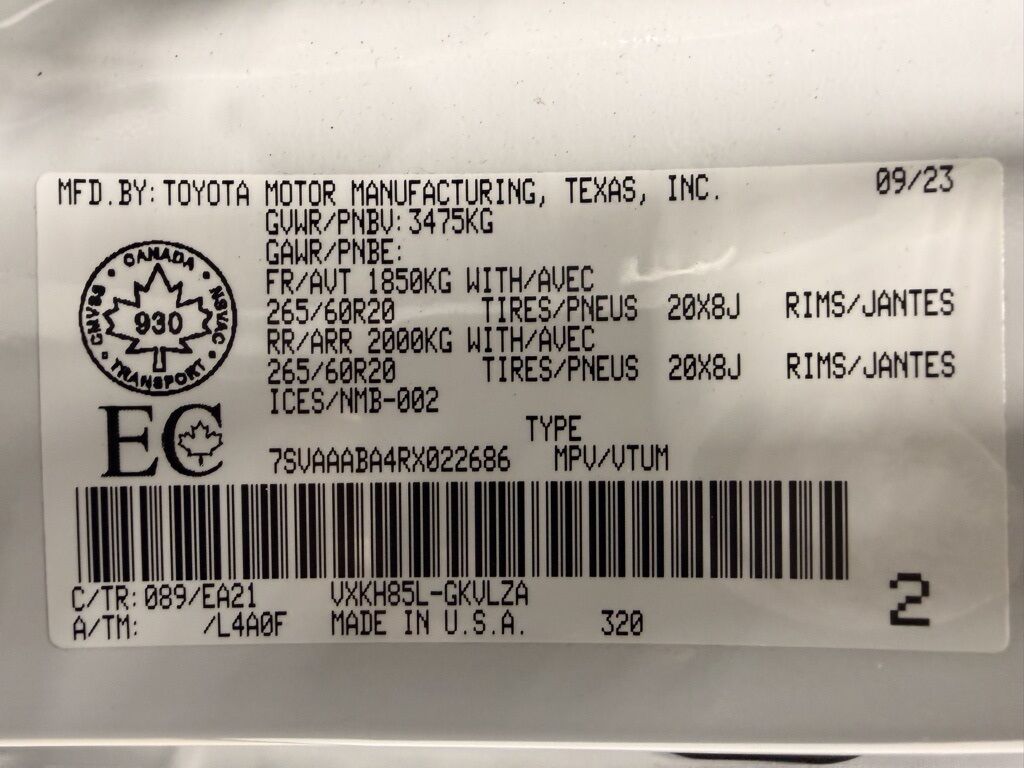 MFD.BY: TOYOTA MOTOR MANUFACTURING, TEXAS, INC. 09/23
GVWR/PNBV: 3475KG
GAWR/PNBE:
FR/AVT 1850KG WITH/AVEC
265/60R20 TIRES/PNEUS 20X8J RIMS/JANTES
RR/ARR 2000KG WITH/AVEC
265/60R20 TIRES/PNEUS 20X8J RIMS/JANTES
ICES/NMB-002
CANADA
CMVSS 930 NSVAC
TRANSPORT
EC
TYPE
7SVAAABA4RX022686 MPV/VTUM
C/TR: 089/EA21 VXKH85L-GKVLZA
A/TM: /L4A0F MADE IN U.S.A. 320
2